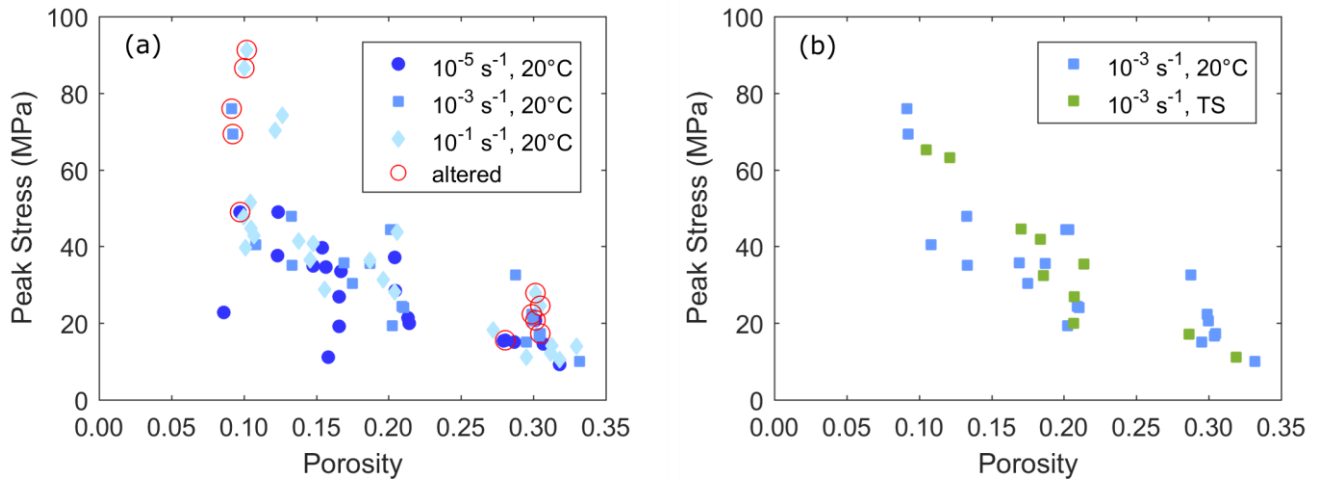 (a)
10⁻⁵ s⁻¹, 20°C
10⁻³ s⁻¹, 20°C
10⁻¹ s⁻¹, 20°C
altered
Peak Stress (MPa)
100
80
60
40
20
0
0.00 0.05 0.10 0.15 0.20 0.25 0.30 0.35
Porosity
(b)
10⁻³ s⁻¹, 20°C
10⁻³ s⁻¹, TS
Peak Stress (MPa)
100
80
60
40
20
0
0.00 0.05 0.10 0.15 0.20 0.25 0.30 0.35
Porosity